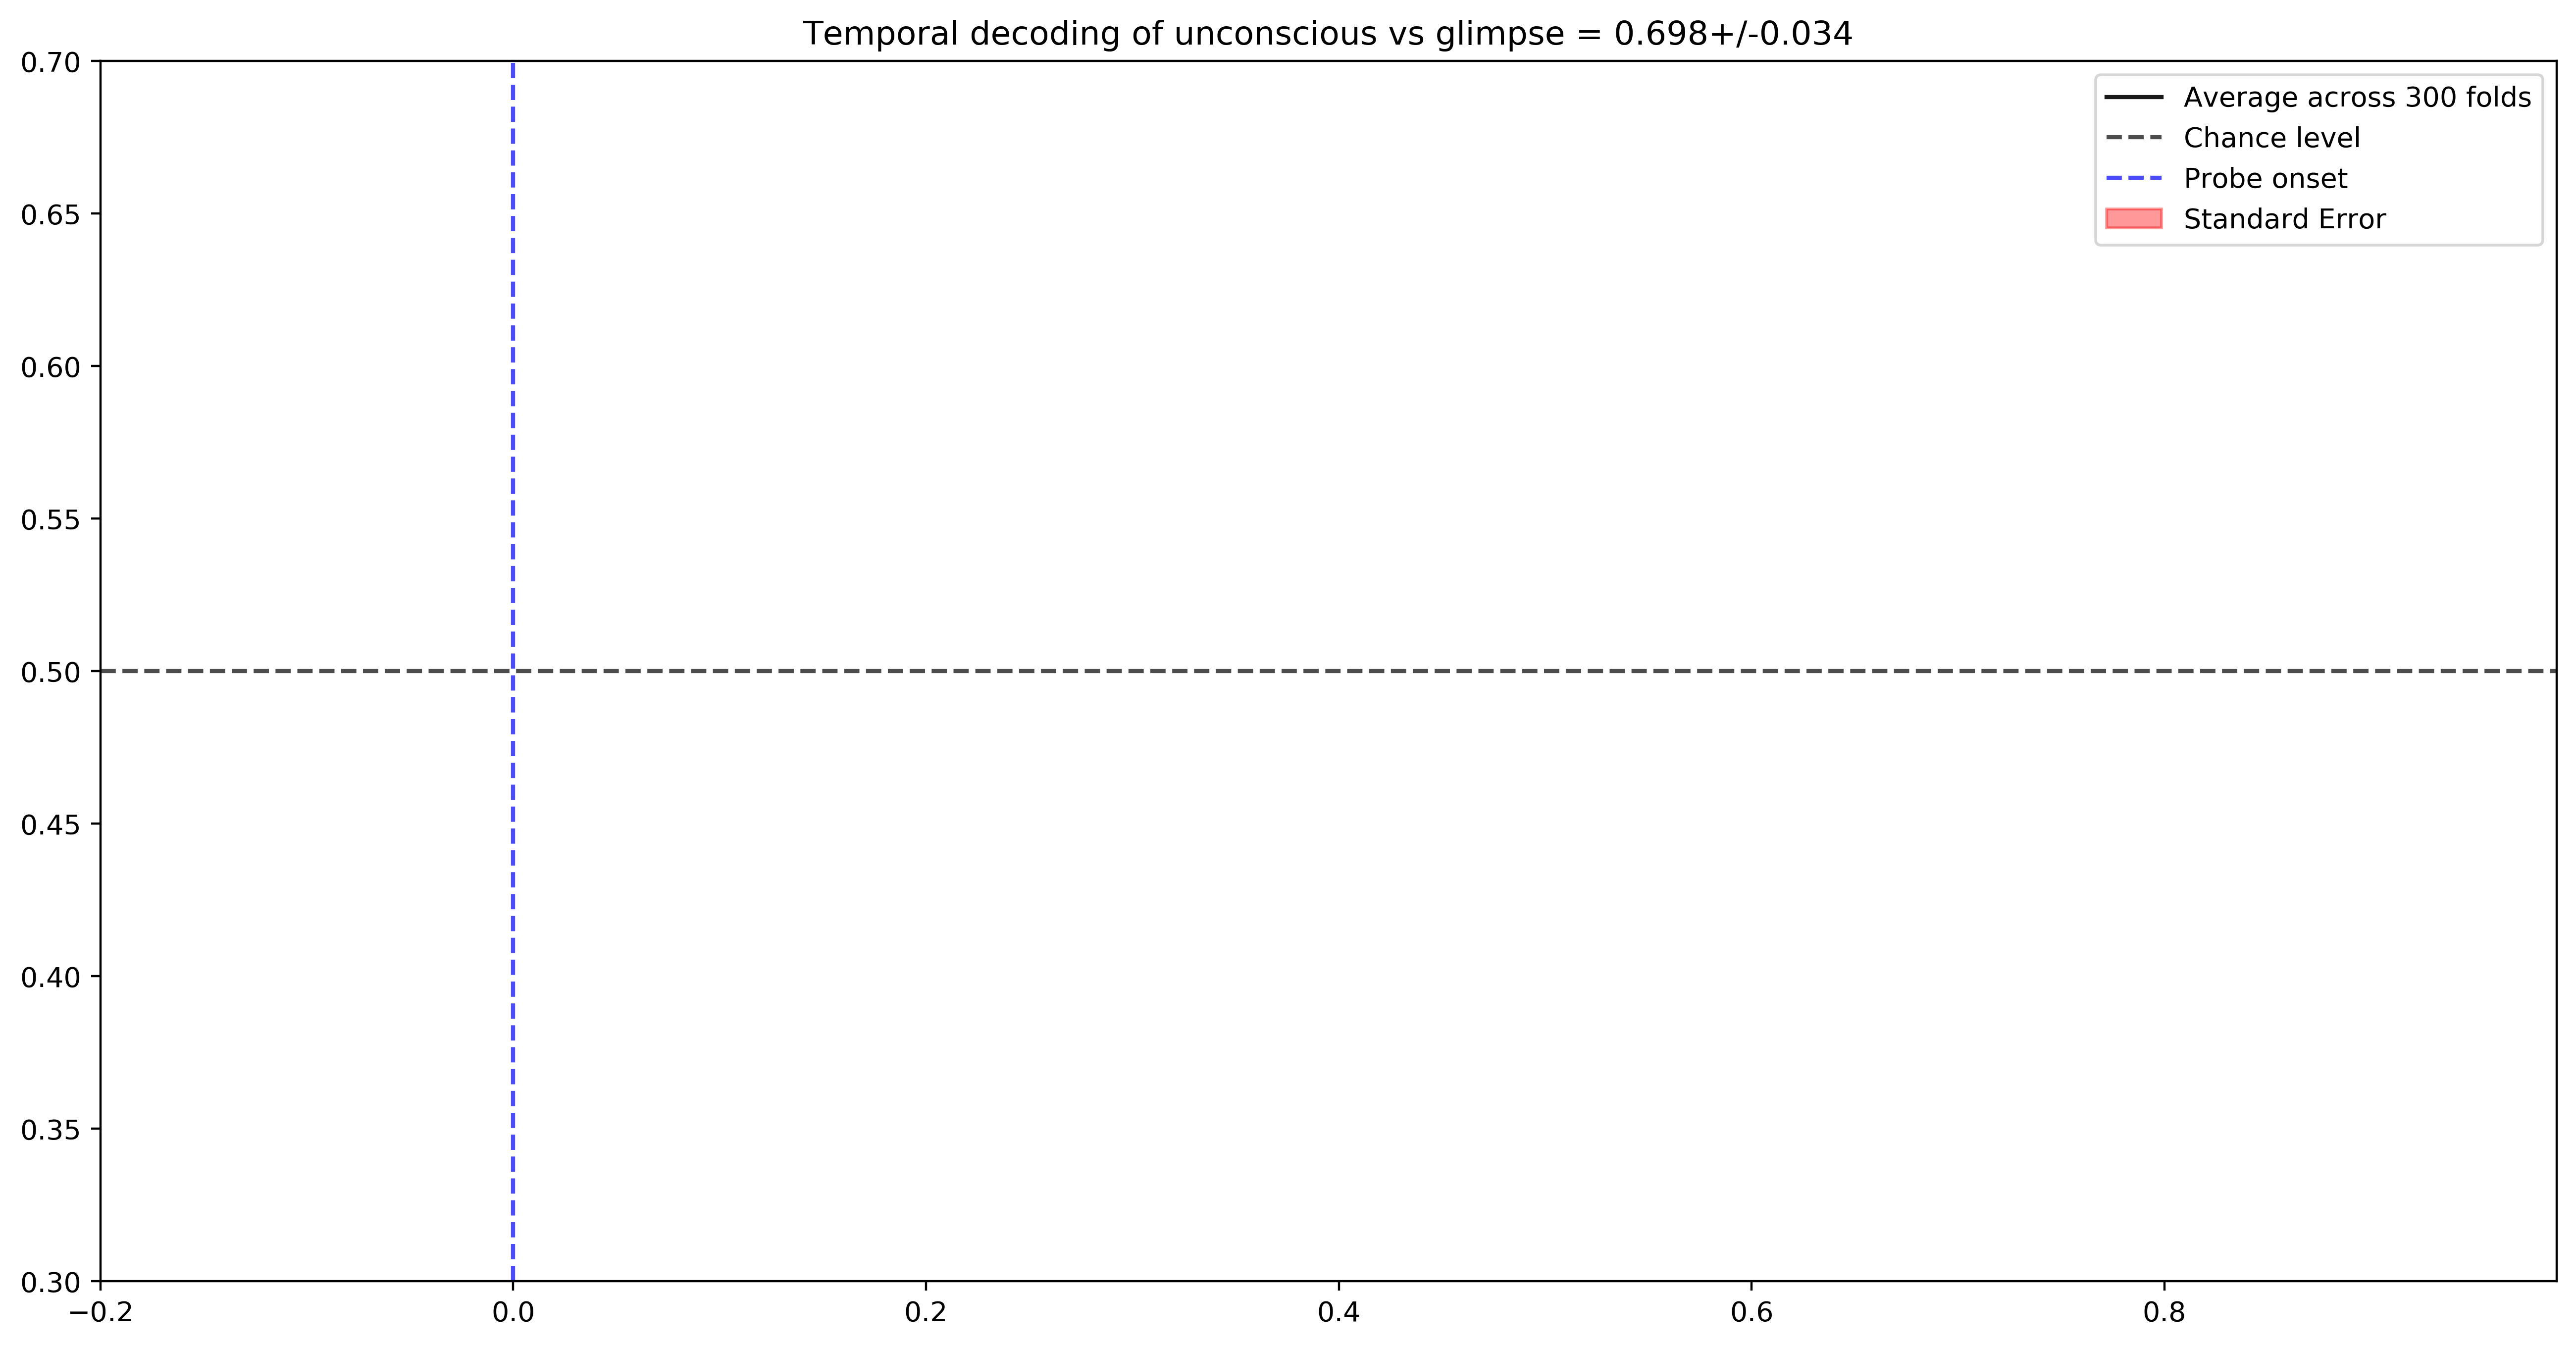 Temporal decoding of unconscious vs glimpse = 0.698+/-0.034
0.70
Average across 300 folds
Chance level
Probe onset
Standard Error
0.65
0.60
0.55
0.50
0.45
0.40
0.35
0.30
−0.2 0.0 0.2 0.4 0.6 0.8